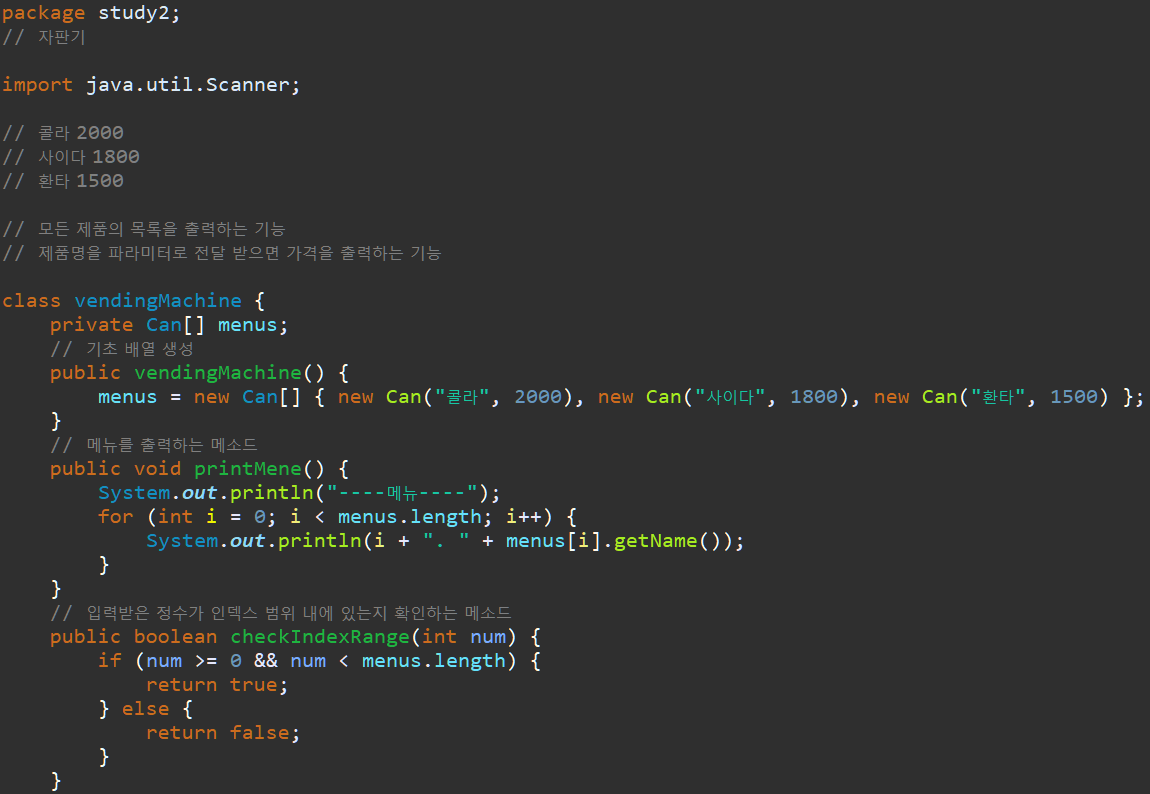 package study2;
// 자판기
import java.util.Scanner;
// 콜라 2000
// 사이다 1800
// 환타 1500
// 모든 제품의 목록을 출력하는 기능
// 제품명을 파라미터로 전달 받으면 가격을 출력하는 기능
class vendingMachine {
    private Can[] menus;
    // 기초 배열 생성
    public vendingMachine() {
        menus = new Can[] { new Can("콜라", 2000), new Can("사이다", 1800), new Can("환타", 1500) };
    }
    // 메뉴를 출력하는 메소드
    public void printMene() {
        System.out.println("----메뉴----");
        for (int i = 0; i < menus.length; i++) {
            System.out.println(i + ". " + menus[i].getName());
        }
    }
    // 입력받은 정수가 인덱스 범위 내에 있는지 확인하는 메소드
    public boolean checkIndexRange(int num) {
        if (num >= 0 && num < menus.length) {
            return true;
        } else {
            return false;
        }
    }